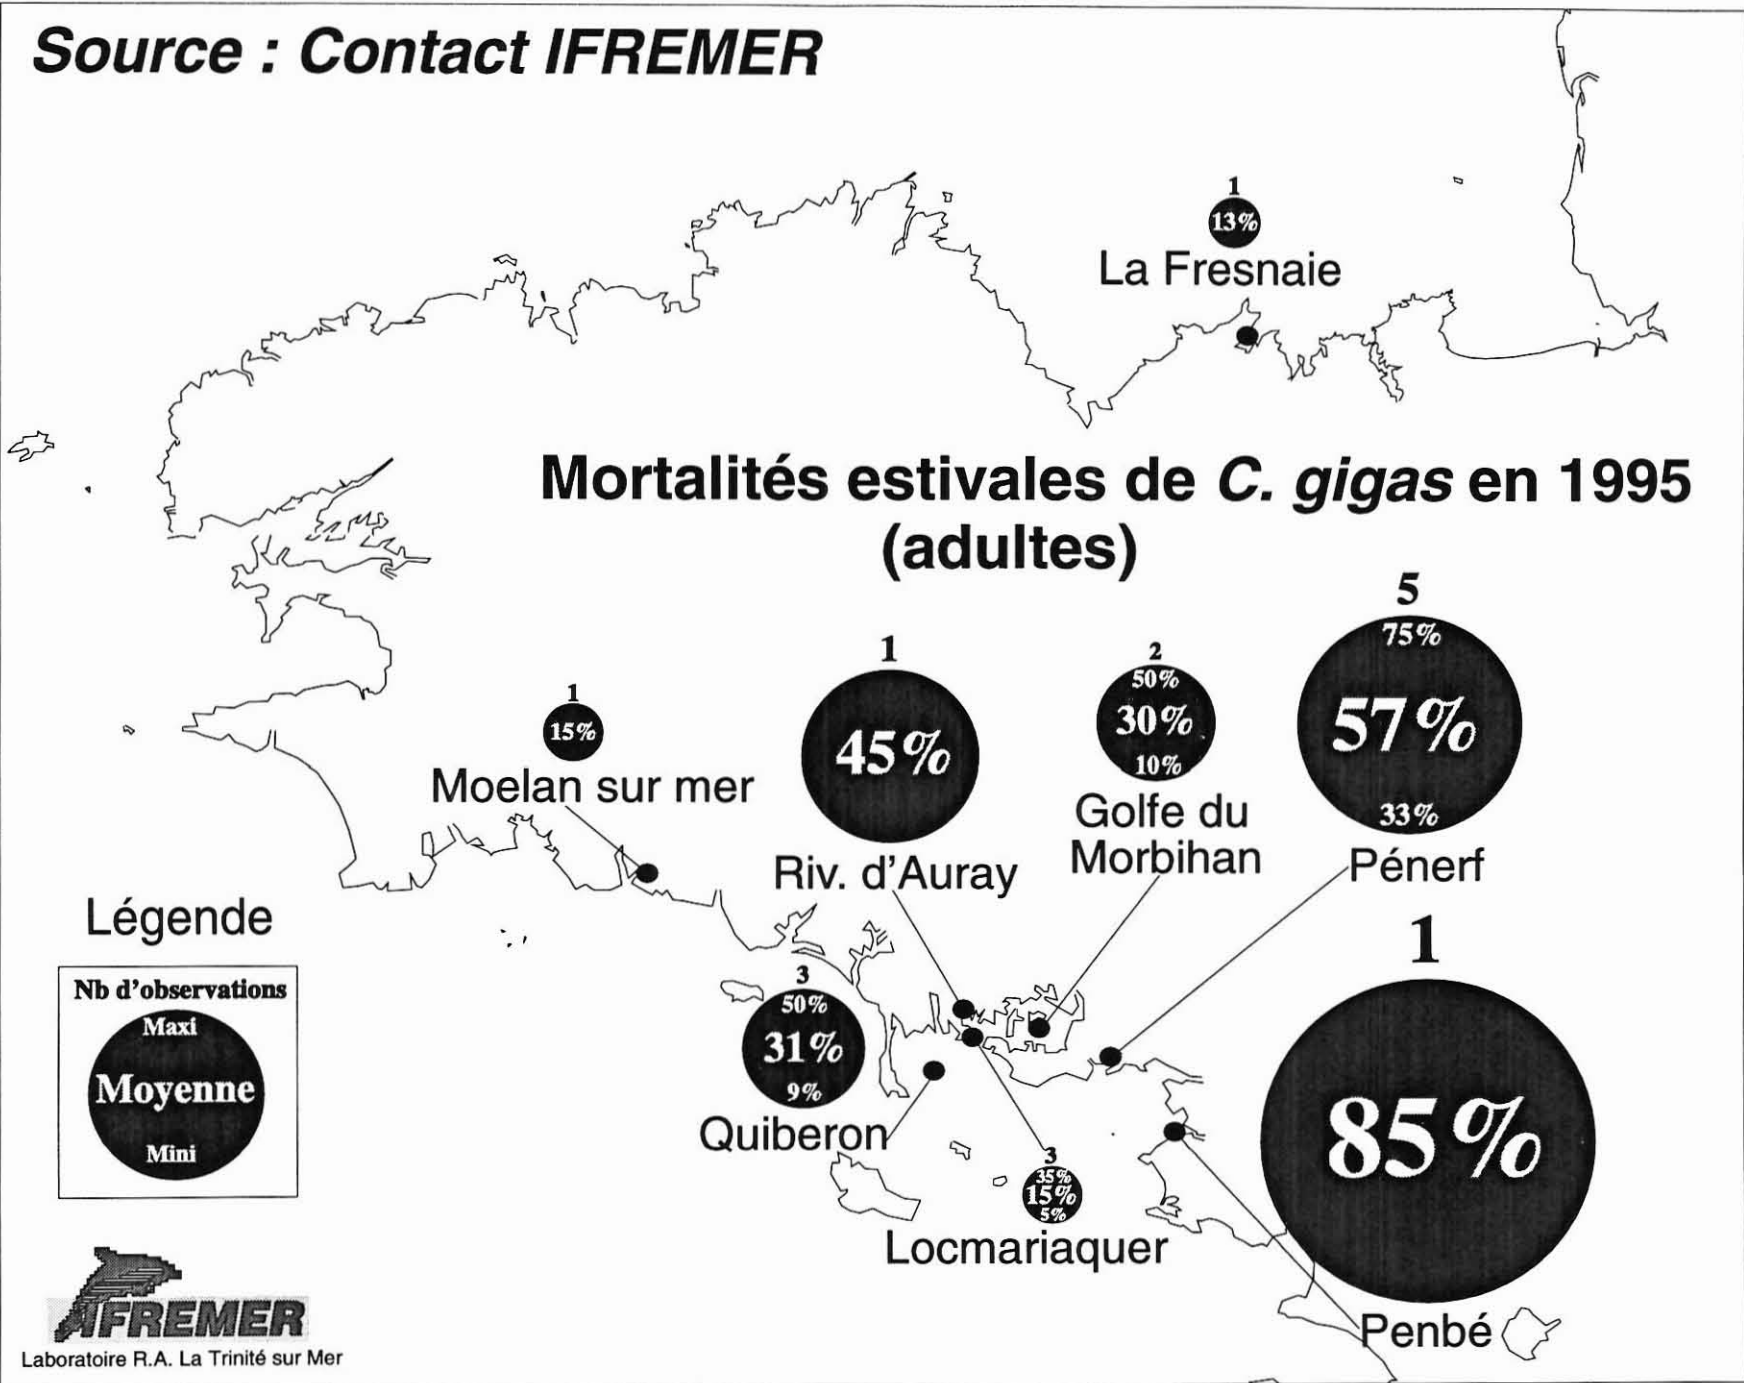 Source : Contact IFREMER
1
13%
La Fresnaie
Mortalités estivales de C. gigas en 1995
(adultes)
1
15%
Moelan sur mer
1
45%
Riv. d'Auray
2
50%
30%
10%
Golfe du
Morbihan
5
75%
57%
33%
Pénerf
Légende
Nb d'observations
Maxi
Moyenne
Mini
3
50%
31%
9%
Quiberon
3
35%
15%
5%
Locmariaquer
1
85%
Penbé
IFREMER
Laboratoire R.A. La Trinité sur Mer